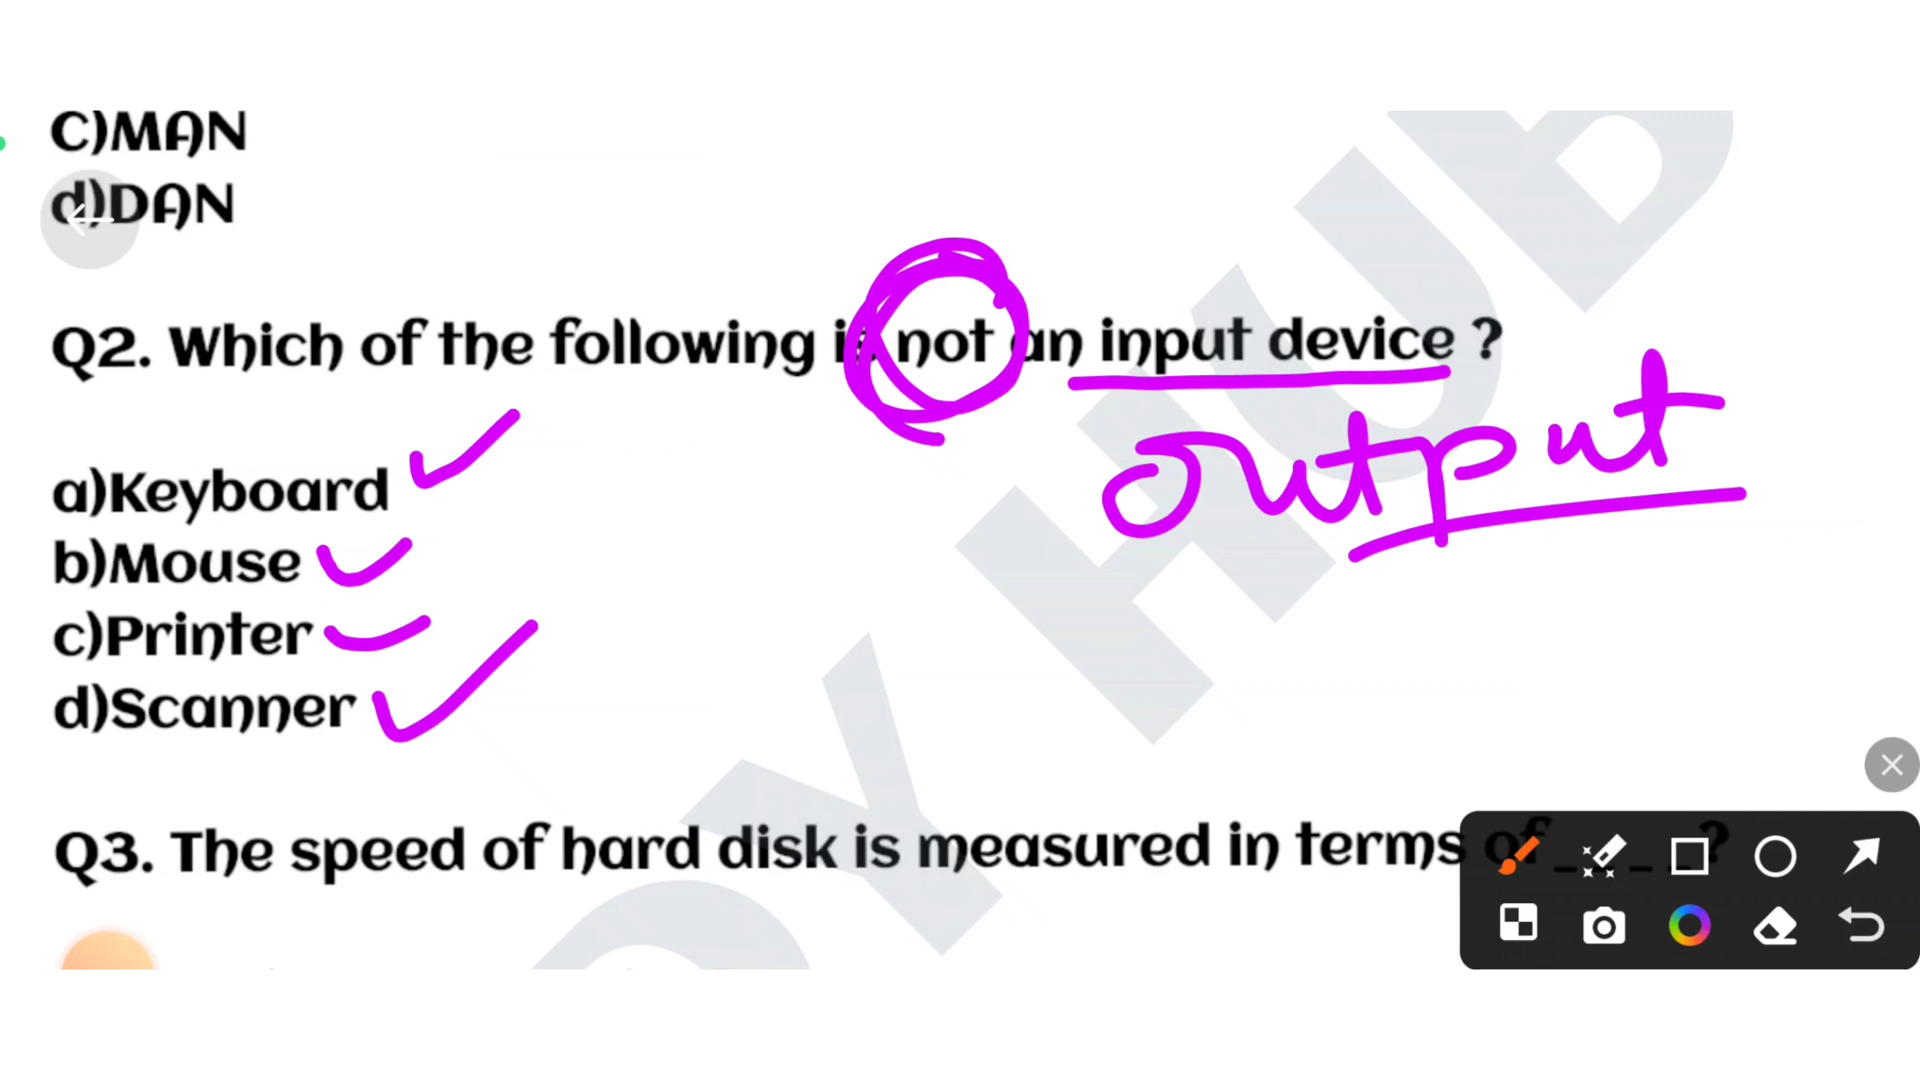 C)MAN
d)DAN
Q2. Which of the following is not an input device ?
output
a)Keyboard
b)Mouse
c)Printer
d)Scanner
Q3. The speed of hard disk is measured in terms of _ _ _ _?
HUB